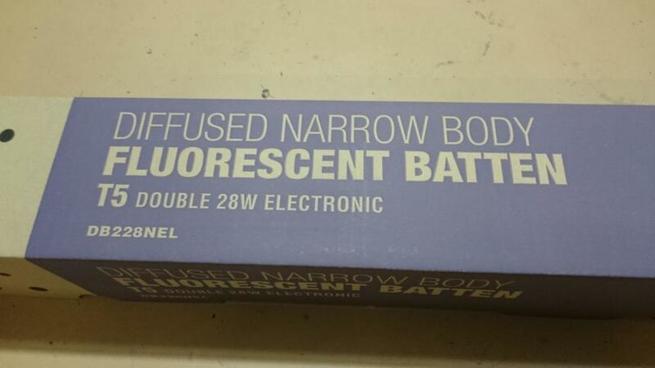 DIFFUSED NARROW BODY
FLUORESCENT BATTEN
T5 DOUBLE 28W ELECTRONIC
DB228NEL
DIFFUSED NARROW BODY
FLUORESCENT BATTEN
T5 DOUBLE 28W ELECTRONIC
DB228NEL